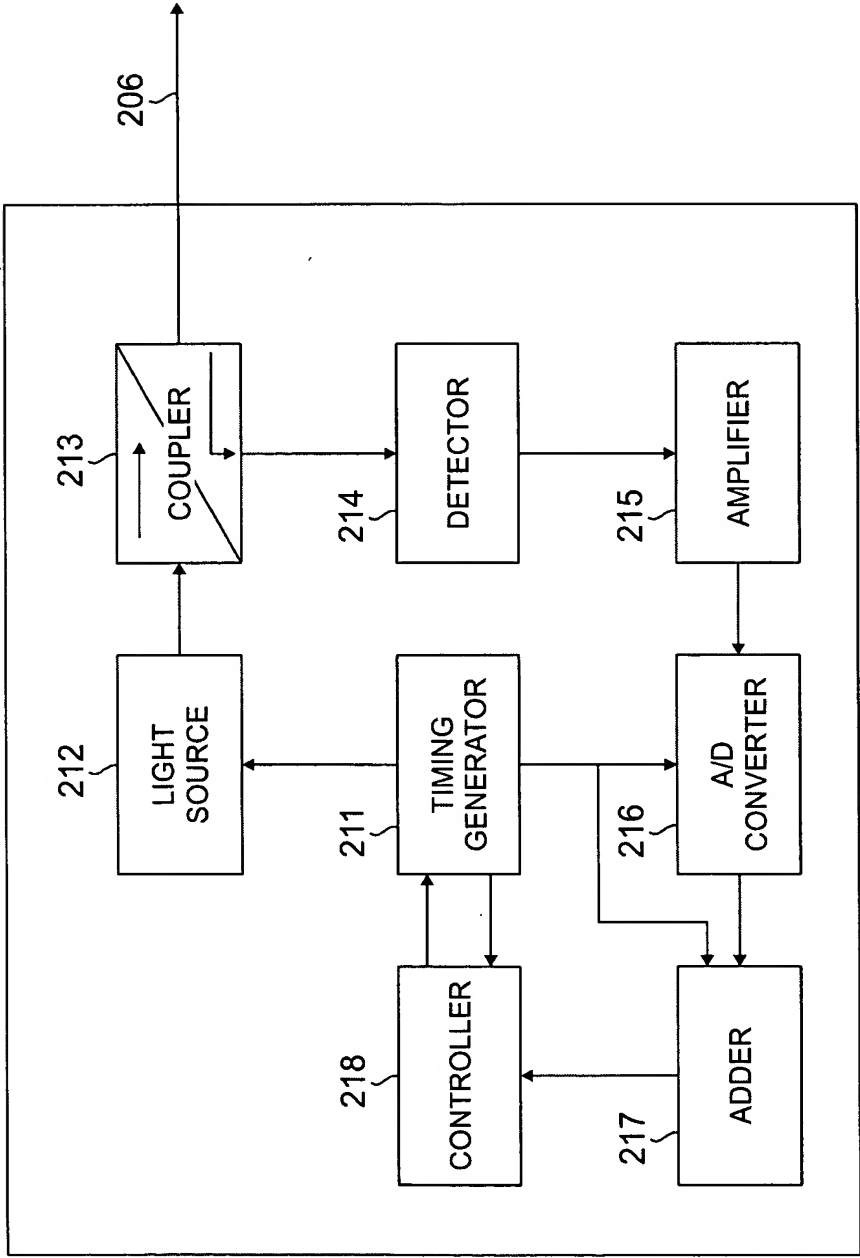 206
213
COUPLER
214
DETECTOR
215
AMPLIFIER
212
LIGHT
SOURCE
211
TIMING
GENERATOR
216
A/D
CONVERTER
218
CONTROLLER
217
ADDER